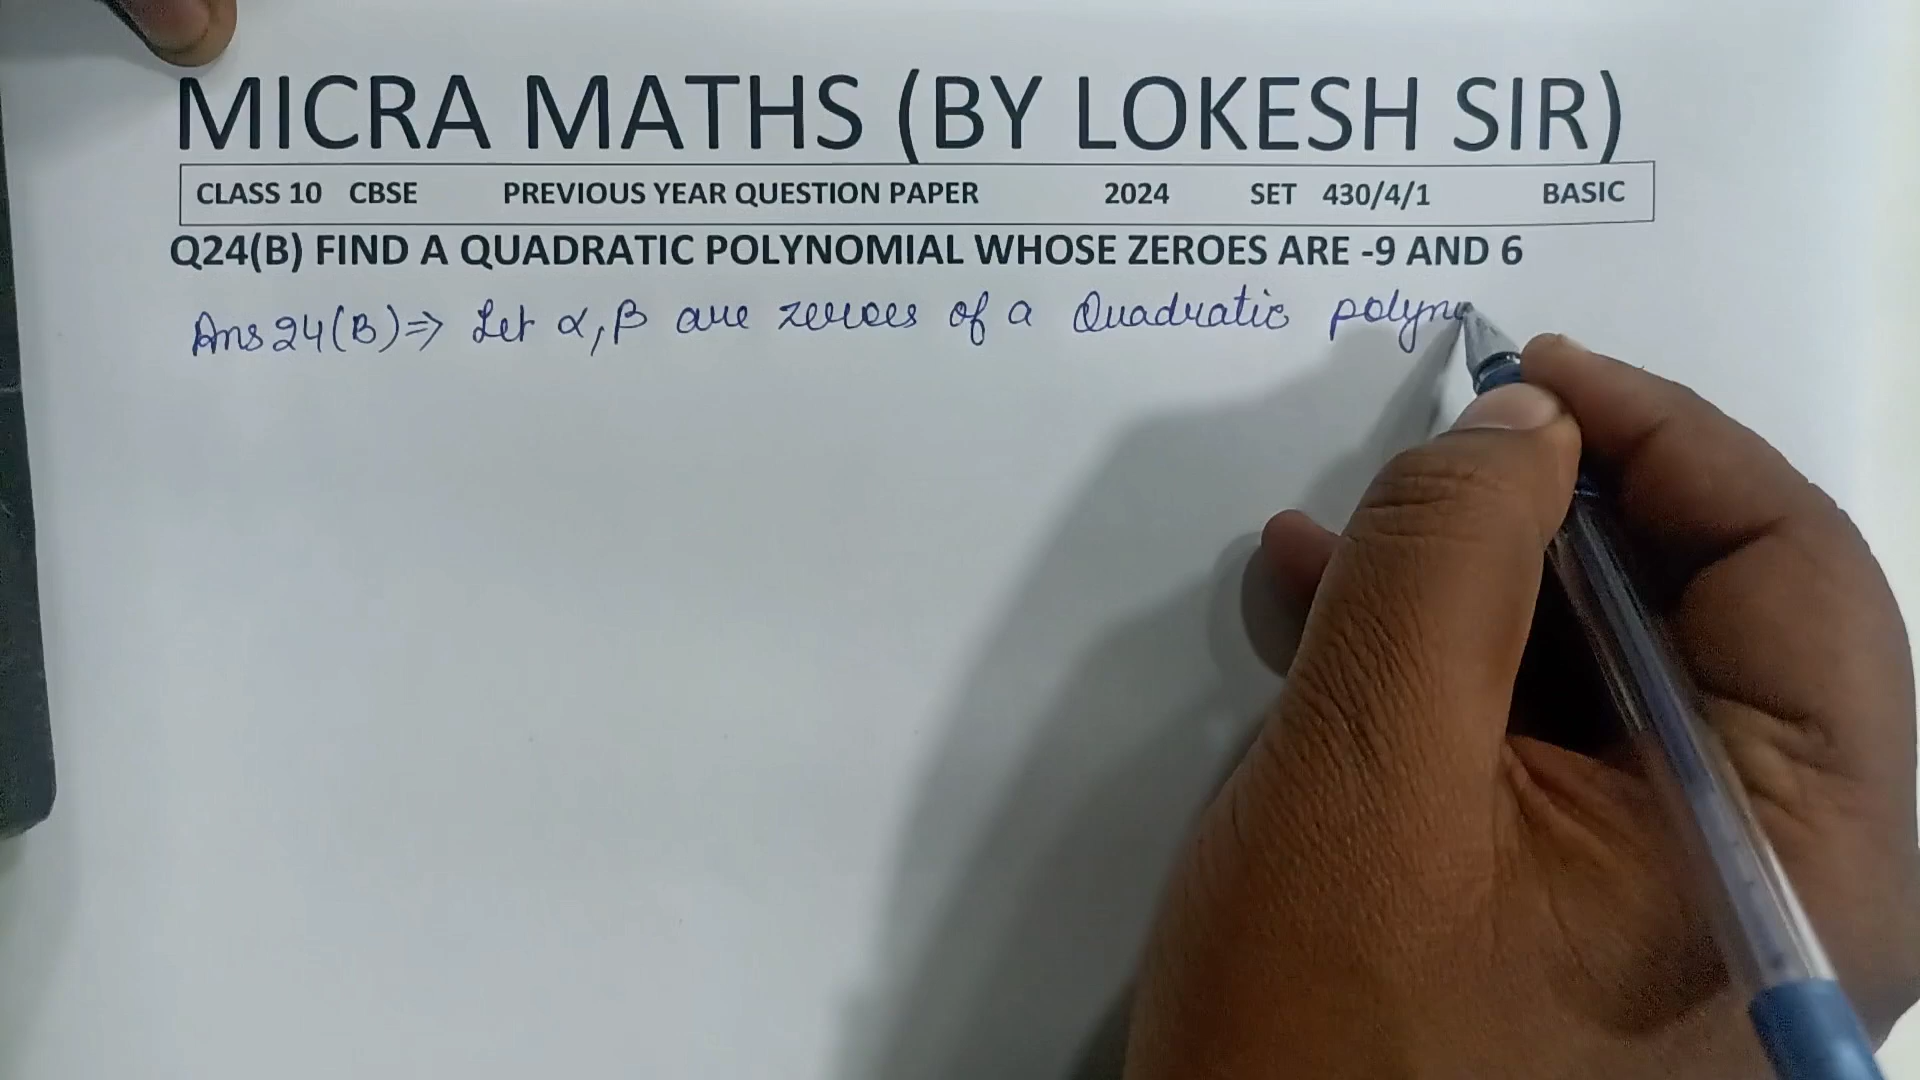 MICRA MATHS (BY LOKESH SIR)
CLASS 10 CBSE PREVIOUS YEAR QUESTION PAPER 2024 SET 430/4/1 BASIC
Q24(B) FIND A QUADRATIC POLYNOMIAL WHOSE ZEROES ARE -9 AND 6
Ans 24(B)⇒ Let α, β are zeroes of a Quadratic polyno